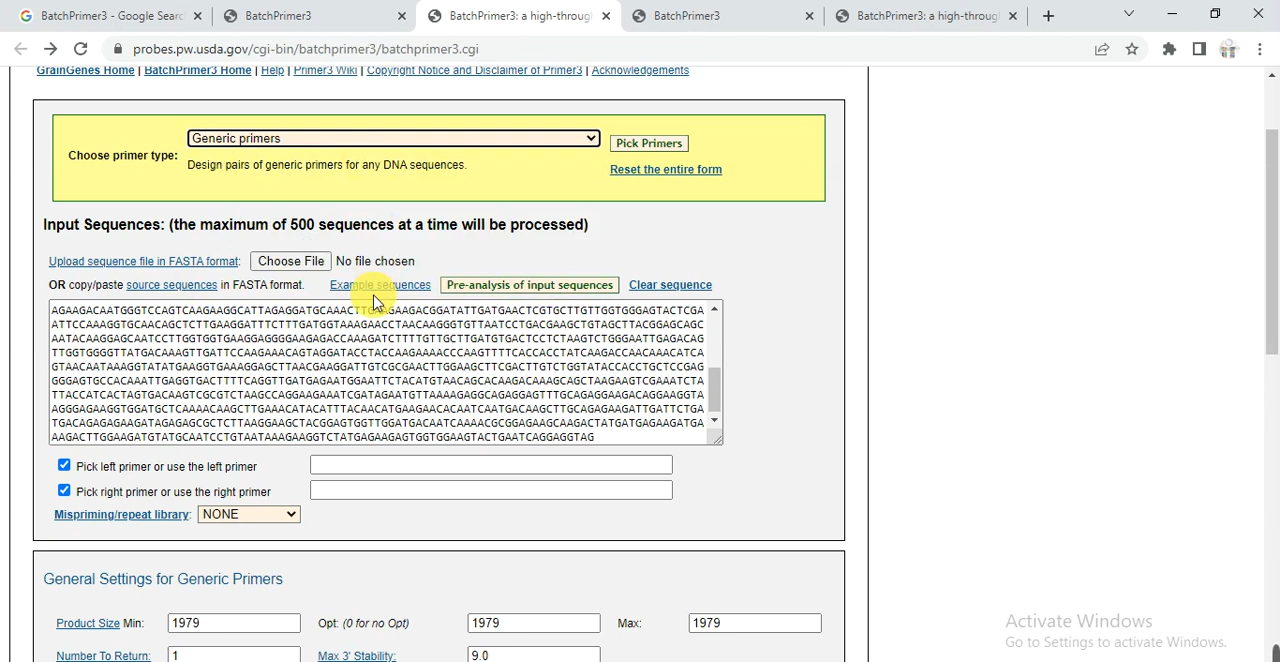 BatchPrimer3 - Google Searc
BatchPrimer3
BatchPrimer3: a high-throug
BatchPrimer3
BatchPrimer3: a high-throug
probes.pw.usda.gov/cgi-bin/batchprimer3/batchprimer3.cgi
GrainGenes Home | BatchPrimer3 Home | Help | Primer3 Wiki | Copyright Notice and Disclaimer of Primer3 | Acknowledgements
Choose primer type:
Generic primers
Pick Primers
Design pairs of generic primers for any DNA sequences.
Reset the entire form
Input Sequences: (the maximum of 500 sequences at a time will be processed)
Upload sequence file in FASTA format: Choose File No file chosen
OR copy/paste source sequences in FASTA format. Example sequences Pre-analysis of input sequences Clear sequence
ATTCCAAAGGTGCAACAGCTCTTGAAGGATTTCTTTGATGGTAAAGAACCTAACAAGGGTGTTAATCCTGACGAAGCTGTAGCTTACGGAGCAGC
AATACAAGGAGCAATCCTTGGTGGTGAAGGAGGGGAAGAGACCAAAGATCTTTTGTTGCTTGATGTGACTCCTCTAAGTCTGGGAATTGAGACAG
TTGGTGGGGTTATGACAAAGTTGATTCCAAGAAACAGTAGGATACCTACCAAGAAAACCCAAGTTTTCACCACCTATCAAGACCAACAAACATCA
GTAACAATAAAGGTATATGAAGGTGAAAGGAGCTTAACGAAGGATTGTCGCGAACTTGGAAGCTTCGACTTGTCTGGTATACCACCTGCTCCGAG
GGGAGTGCCACAAATTGAGGTGACTTTTCAGGTTGATGAGAATGGAATTCTACATGTAACAGCACAAGACAAAGCAGCTAAGAAGTCGAAATCTA
TTACCATCACTAGTGACAAGTCGCGTCTAAGCCAGGAAGAAATCGATAGAATGTTAAAAGAGGCAGAGGAGTTTGCAGAGGAAGACAGGAAGGTA
AGGGAGAAGGTGGATGCTCAAAACAAGCTTGAAACATACATTTACAACATGAAGAACACAATCAATGACAAGCTTGCAGAGAAGATTGATTCTGA
TGACAGAGAGAAGATAGAGAGCGCTCTTAAGGAAGCTACGGAGTGGTTGGATGACAATCAAAACGCGGAGAAGCAAGACTATGATGAGAAGATGA
AAGACTTGGAAGATGTATGCAATCCTGTAATAAAGAAGGTCTATGAGAAGAGTGGTGGAAGTACTGAATCAGGAGGTAG
Pick left primer or use the left primer
Pick right primer or use the right primer
Mispriming/repeat library: NONE
General Settings for Generic Primers
Product Size Min: 1979 Opt: (0 for no Opt) 1979 Max: 1979
Number To Return: 1 Max 3' Stability: 9.0
Activate Windows
Go to Settings to activate Windows.